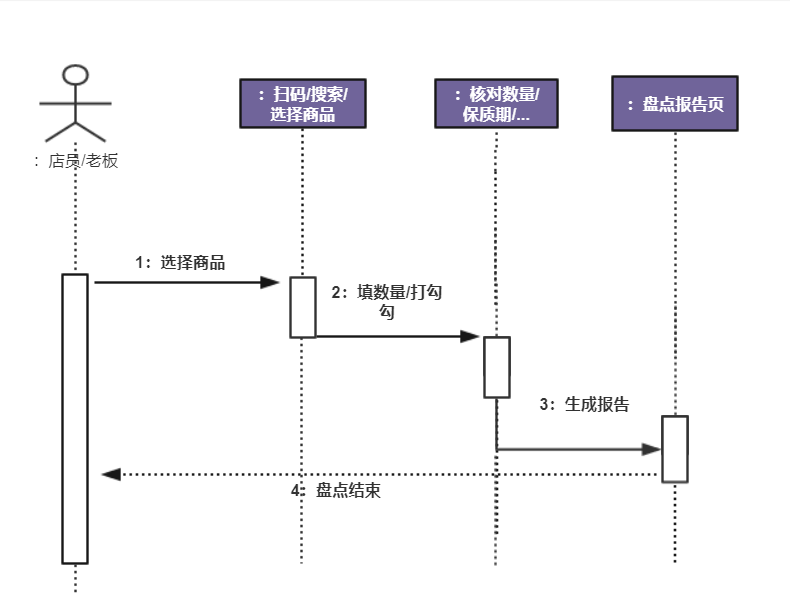 ：扫码/搜索/
选择商品
：核对数量/
保质期/...
：盘点报告页
：店员/老板
1：选择商品
2：填数量/打勾
勾
3：生成报告
4：盘点结束